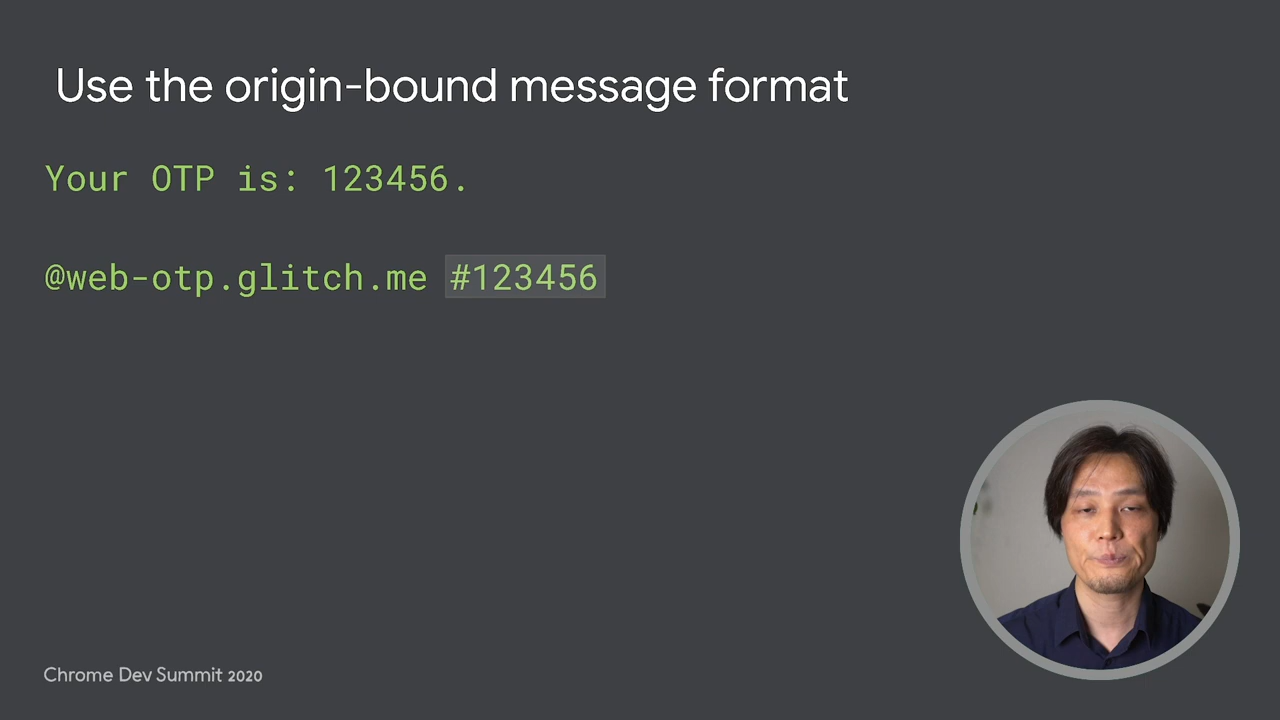 Use the origin-bound message format
Your OTP is: 123456.
@web-otp.glitch.me #123456
Chrome Dev Summit 2020